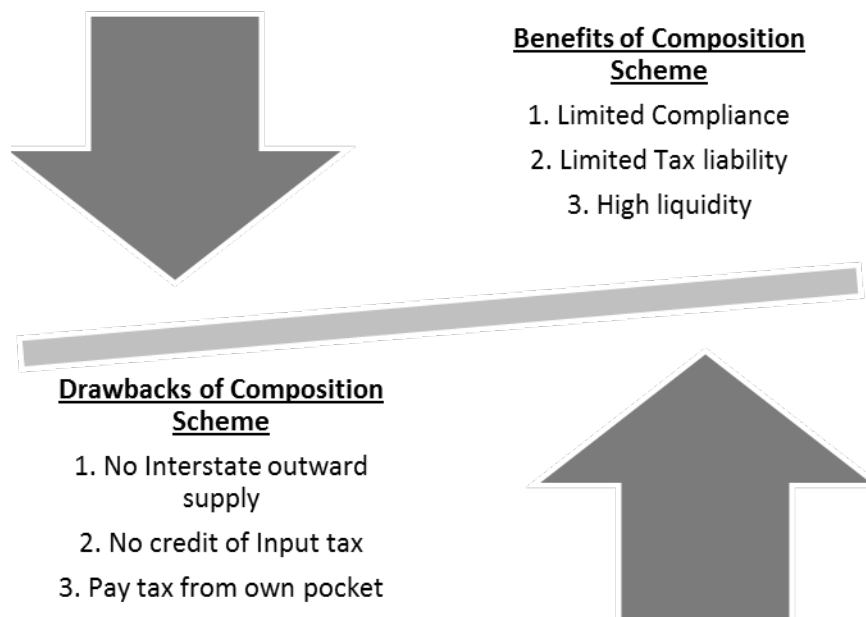 Benefits of Composition
Scheme
1. Limited Compliance
2. Limited Tax liability
3. High liquidity
Drawbacks of Composition
Scheme
1. No Interstate outward
supply
2. No credit of Input tax
3. Pay tax from own pocket